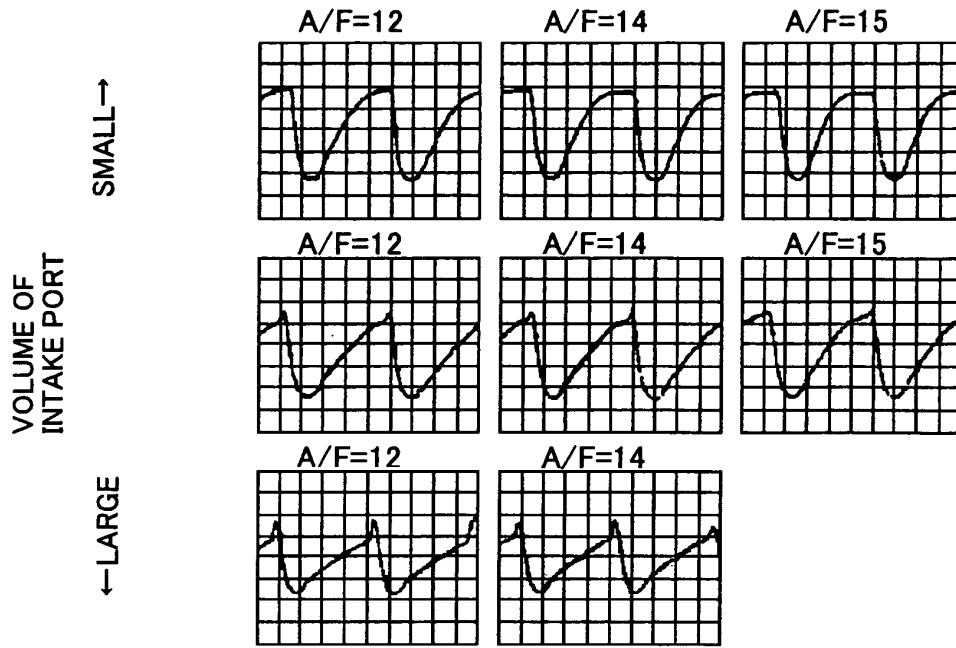 A/F=12
A/F=14
A/F=15
SMALL→
A/F=12
A/F=14
A/F=15
VOLUME OF
INTAKE PORT
A/F=12
A/F=14
←LARGE